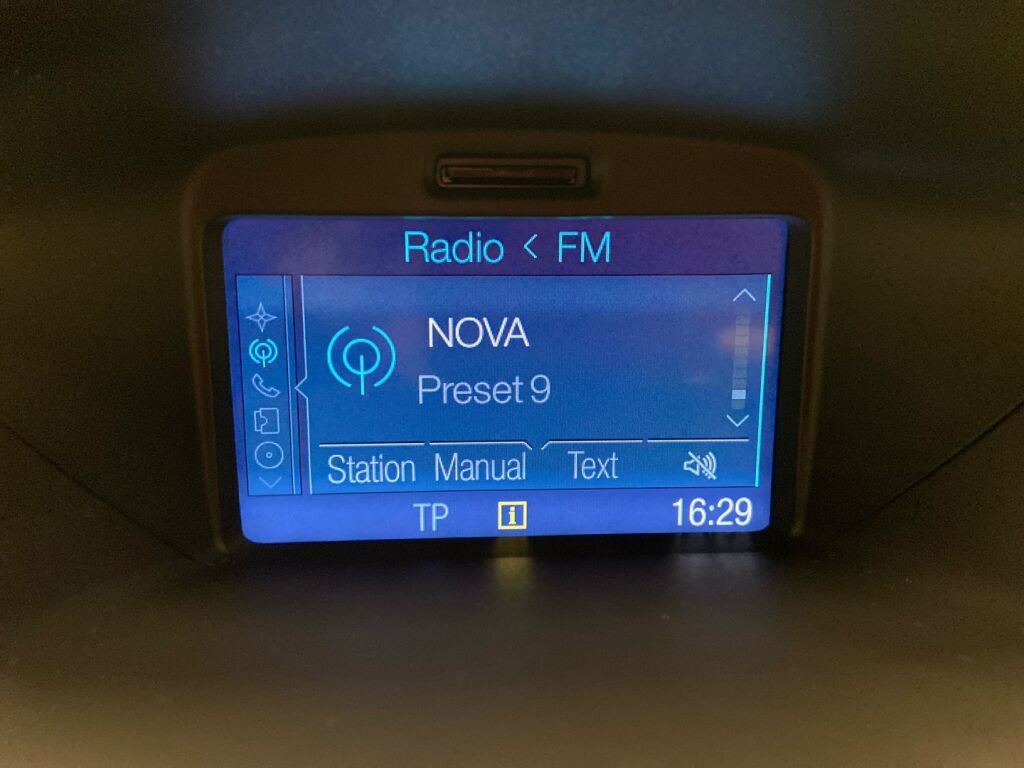 Radio < FM
NOVA
Preset 9
Station Manual Text
TP i 16:29